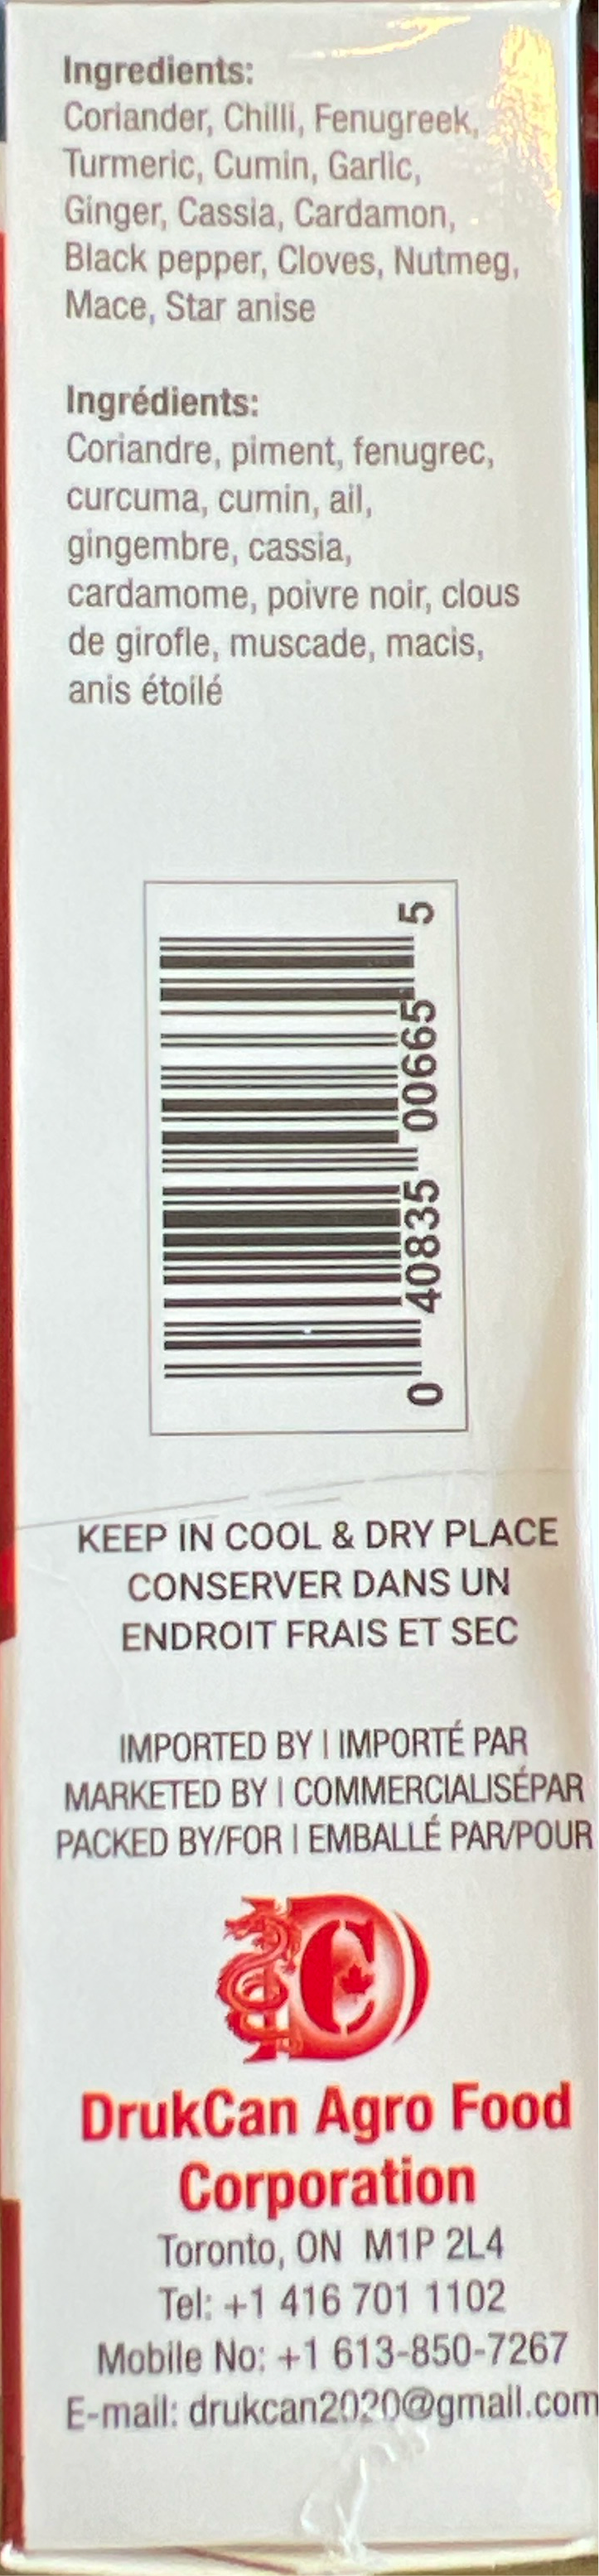 Ingredients:
Coriander, Chilli, Fenugreek,
Turmeric, Cumin, Garlic,
Ginger, Cassia, Cardamon,
Black pepper, Cloves, Nutmeg,
Mace, Star anise
Ingrédients:
Coriandre, piment, fenugrec,
curcuma, cumin, ail,
gingembre, cassia,
cardamome, poivre noir, clous
de girofle, muscade, macis,
anis étoilé
0 40835 00665 5
KEEP IN COOL & DRY PLACE
CONSERVER DANS UN
ENDROIT FRAIS ET SEC
IMPORTED BY | IMPORTÉ PAR
MARKETED BY | COMMERCIALISÉPAR
PACKED BY/FOR | EMBALLÉ PAR/POUR
DC
DrukCan Agro Food
Corporation
Toronto, ON M1P 2L4
Tel: +1 416 701 1102
Mobile No: +1 613-850-7267
E-mail: drukcan2020@gmail.com